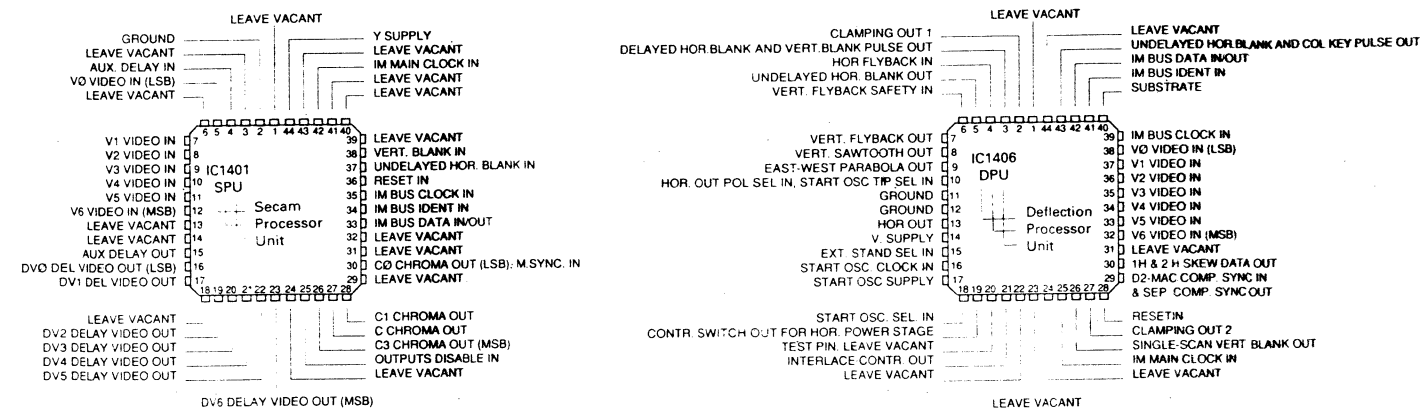 LEAVE VACANT
GROUND
LEAVE VACANT
AUX. DELAY IN
VØ VIDEO IN (LSB)
LEAVE VACANT
Y SUPPLY
LEAVE VACANT
IM MAIN CLOCK IN
LEAVE VACANT
LEAVE VACANT
6 5 4 3 2 1 44 43 42 41 40
V1 VIDEO IN 7
V2 VIDEO IN 8
V3 VIDEO IN 9
V4 VIDEO IN 10
V5 VIDEO IN 11
V6 VIDEO IN (MSB) 12
LEAVE VACANT 13
LEAVE VACANT 14
AUX DELAY OUT 15
DVØ DEL VIDEO OUT (LSB) 16
DV1 DEL VIDEO OUT 17
IC1401
SPU
Secam
Processor
Unit
39 LEAVE VACANT
38 VERT. BLANK IN
37 UNDELAYED HOR. BLANK IN
36 RESET IN
35 IM BUS CLOCK IN
34 IM BUS IDENT IN
33 IM BUS DATA IN/OUT
32 LEAVE VACANT
31 LEAVE VACANT
30 CØ CHROMA OUT (LSB). M.SYNC. IN
29 LEAVE VACANT
18 19 20 21 22 23 24 25 26 27 28
LEAVE VACANT
DV2 DELAY VIDEO OUT
DV3 DELAY VIDEO OUT
DV4 DELAY VIDEO OUT
DV5 DELAY VIDEO OUT
C1 CHROMA OUT
C CHROMA OUT
C3 CHROMA OUT (MSB)
OUTPUTS DISABLE IN
LEAVE VACANT
DV6 DELAY VIDEO OUT (MSB)
LEAVE VACANT
CLAMPING OUT 1
DELAYED HOR.BLANK AND VERT.BLANK PULSE OUT
HOR FLYBACK IN
UNDELAYED HOR. BLANK OUT
VERT. FLYBACK SAFETY IN
LEAVE VACANT
UNDELAYED HOR.BLANK AND COL KEY PULSE OUT
IM BUS DATA IN/OUT
IM BUS IDENT IN
SUBSTRATE
6 5 4 3 2 1 44 43 42 41 40
VERT. FLYBACK OUT 7
VERT. SAWTOOTH OUT 8
EAST-WEST PARABOLA OUT 9
HOR. OUT POL SEL IN, START OSC TIP SEL IN 10
GROUND 11
GROUND 12
HOR OUT 13
V. SUPPLY 14
EXT. STAND SEL IN 15
START OSC. CLOCK IN 16
START OSC SUPPLY 17
IC1406
DPU
Deflection
Processor
Unit
39 IM BUS CLOCK IN
38 VØ VIDEO IN (LSB)
37 V1 VIDEO IN
36 V2 VIDEO IN
35 V3 VIDEO IN
34 V4 VIDEO IN
33 V5 VIDEO IN
32 V6 VIDEO IN (MSB)
31 LEAVE VACANT
30 1H & 2 H SKEW DATA OUT
29 D2-MAC COMP. SYNC IN
& SEP COMP. SYNC OUT
18 19 20 21 22 23 24 25 26 27 28
START OSC. SEL. IN
CONTR. SWITCH OUT FOR HOR. POWER STAGE
TEST PIN. LEAVE VACANT
INTERLACE CONTR. OUT
LEAVE VACANT
RESET.IN
CLAMPING OUT 2
SINGLE-SCAN VERT BLANK OUT
IM MAIN CLOCK IN
LEAVE VACANT
LEAVE VACANT